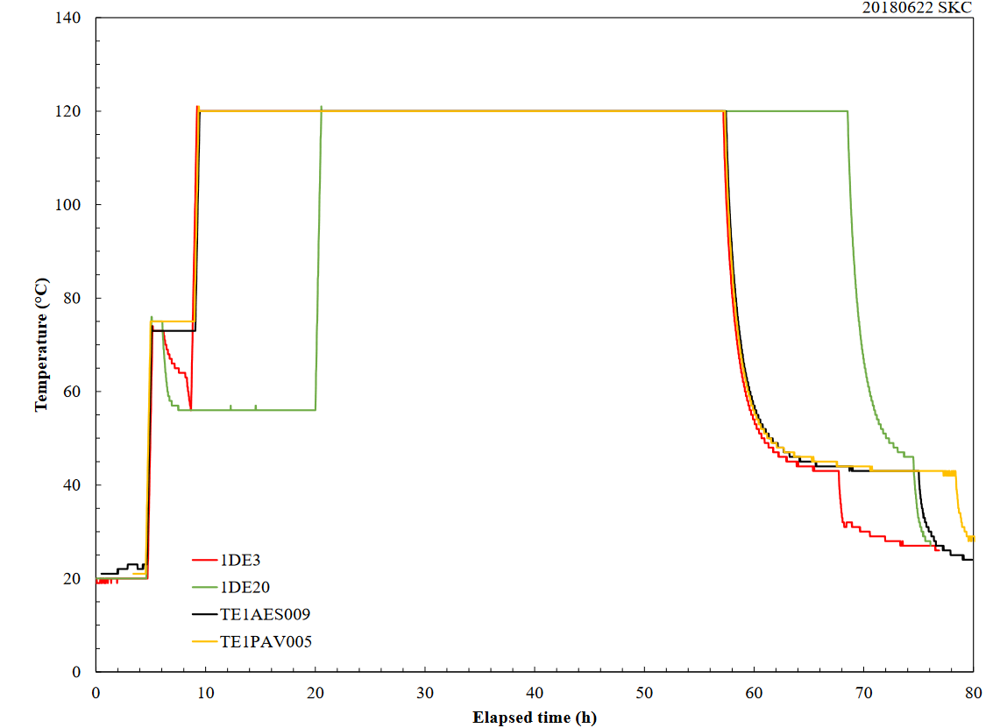 20180622 SKC
140
120
100
80
60
40
20
0
Temperature (°C)
1DE3
1DE20
TE1AES009
TE1PAV005
0 10 20 30 40 50 60 70 80
Elapsed time (h)